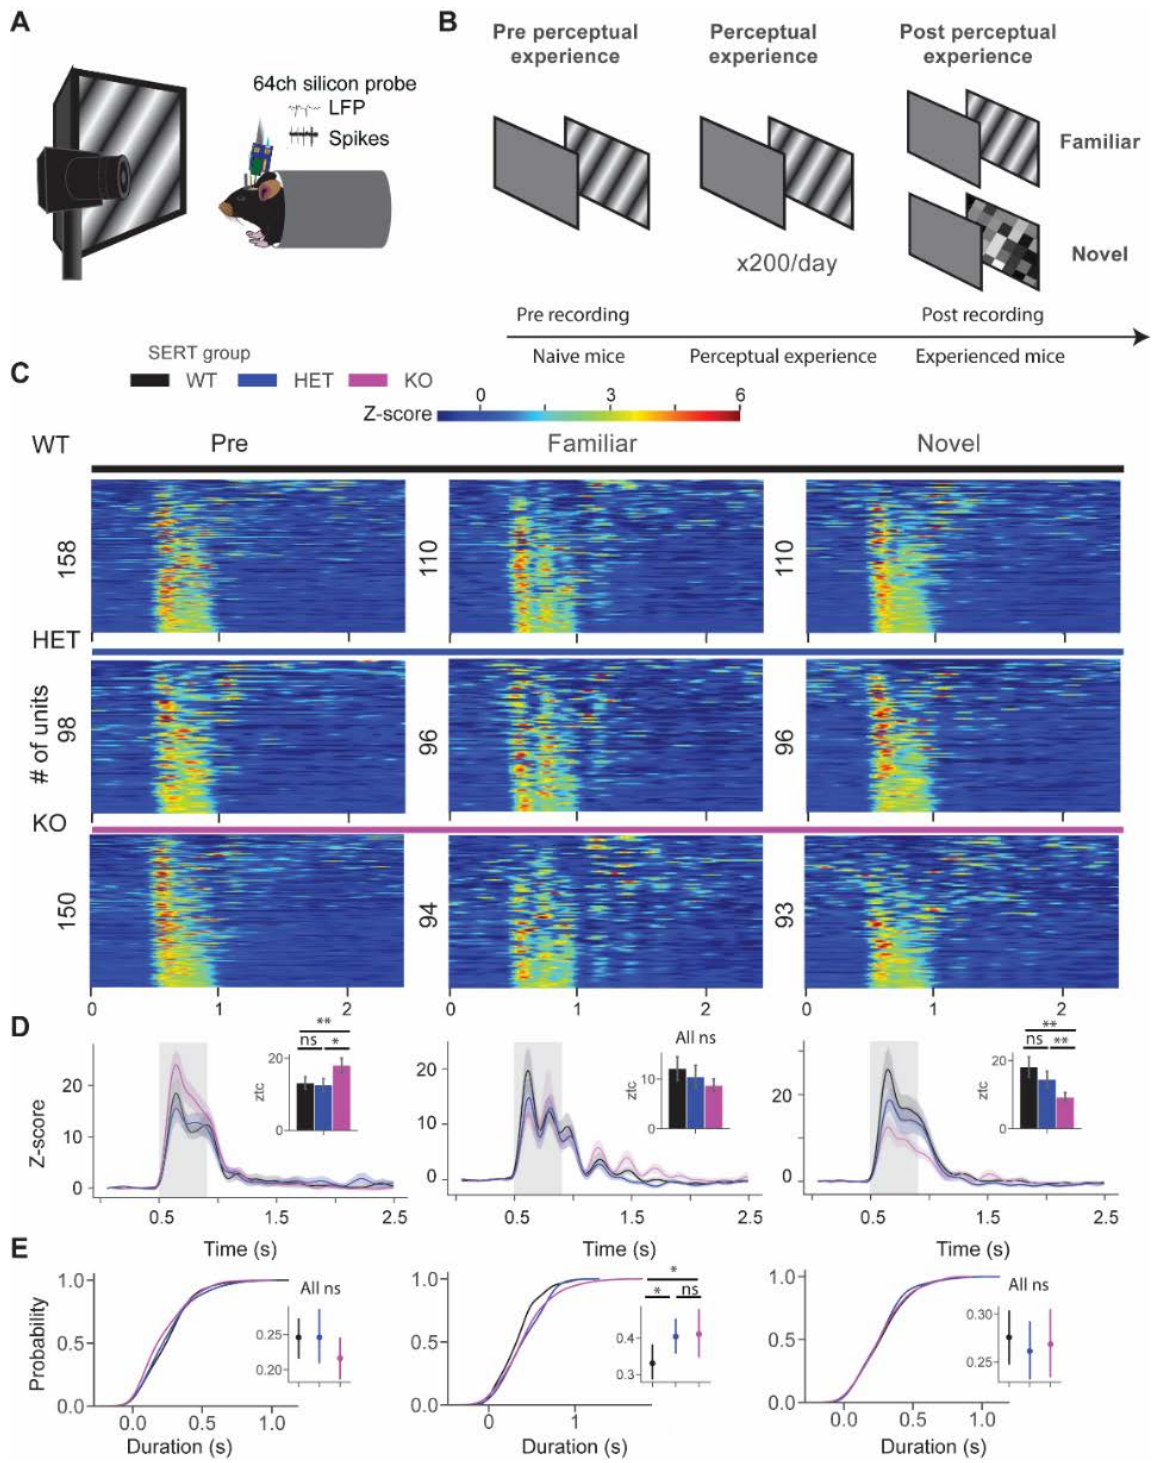 A
64ch silicon probe
LFP
Spikes
B
Pre perceptual
experience
Perceptual
experience
Post perceptual
experience
Familiar
Novel
x200/day
Pre recording
Post recording
Naive mice
Perceptual experience
Experienced mice
SERT group
WT
HET
KO
C
Z-score
0
3
6
WT
Pre
Familiar
Novel
158
110
110
HET
# of units
98
96
96
KO
150
94
93
0
1
2
0
1
2
0
1
2
D
Z-score
20
10
0
0.5
1.5
2.5
Time (s)
**
ns
*
ztc
20
0
20
10
0
0.5
1.5
2.5
Time (s)
All ns
ztc
10
0
20
0
0.5
1.5
2.5
Time (s)
**
ns
**
ztc
20
0
E
Probability
1.0
0.5
0.0
0.0
0.5
1.0
Duration (s)
All ns
0.25
0.20
1.0
0.5
0.0
0
1
Duration (s)
*
*
ns
0.4
0.3
1.0
0.5
0.0
0.0
0.5
1.0
Duration (s)
All ns
0.30
0.25